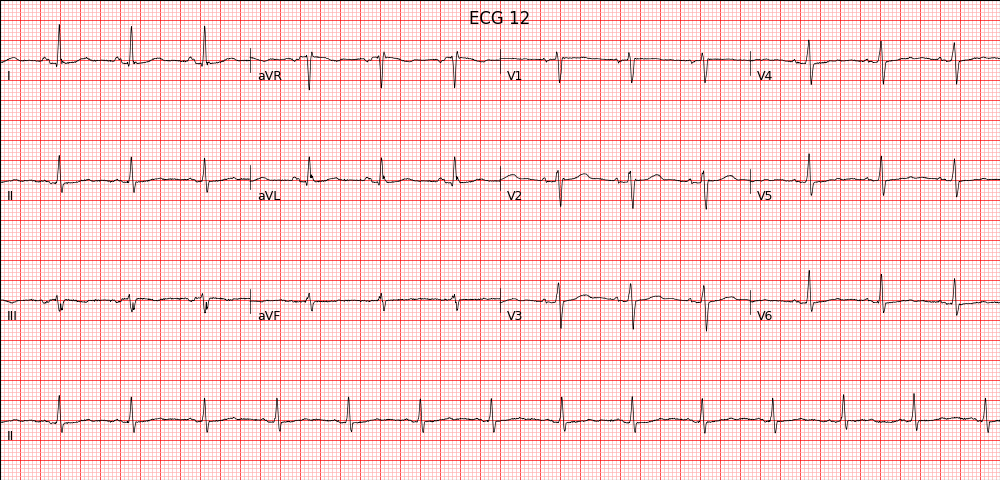 ECG 12
I aVR V1 V4
II aVL V2 V5
III aVF V3 V6
II